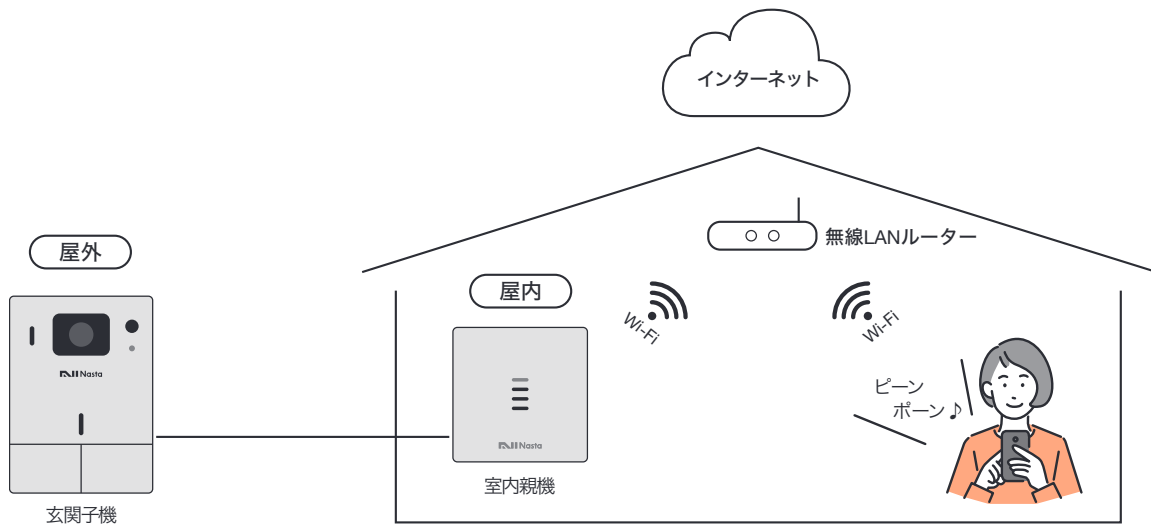 インターネット
無線LANルーター
屋外
屋内
Wi-Fi
Wi-Fi
Nasta
ピーン
ポーン♪
Nasta
室内親機
玄関子機